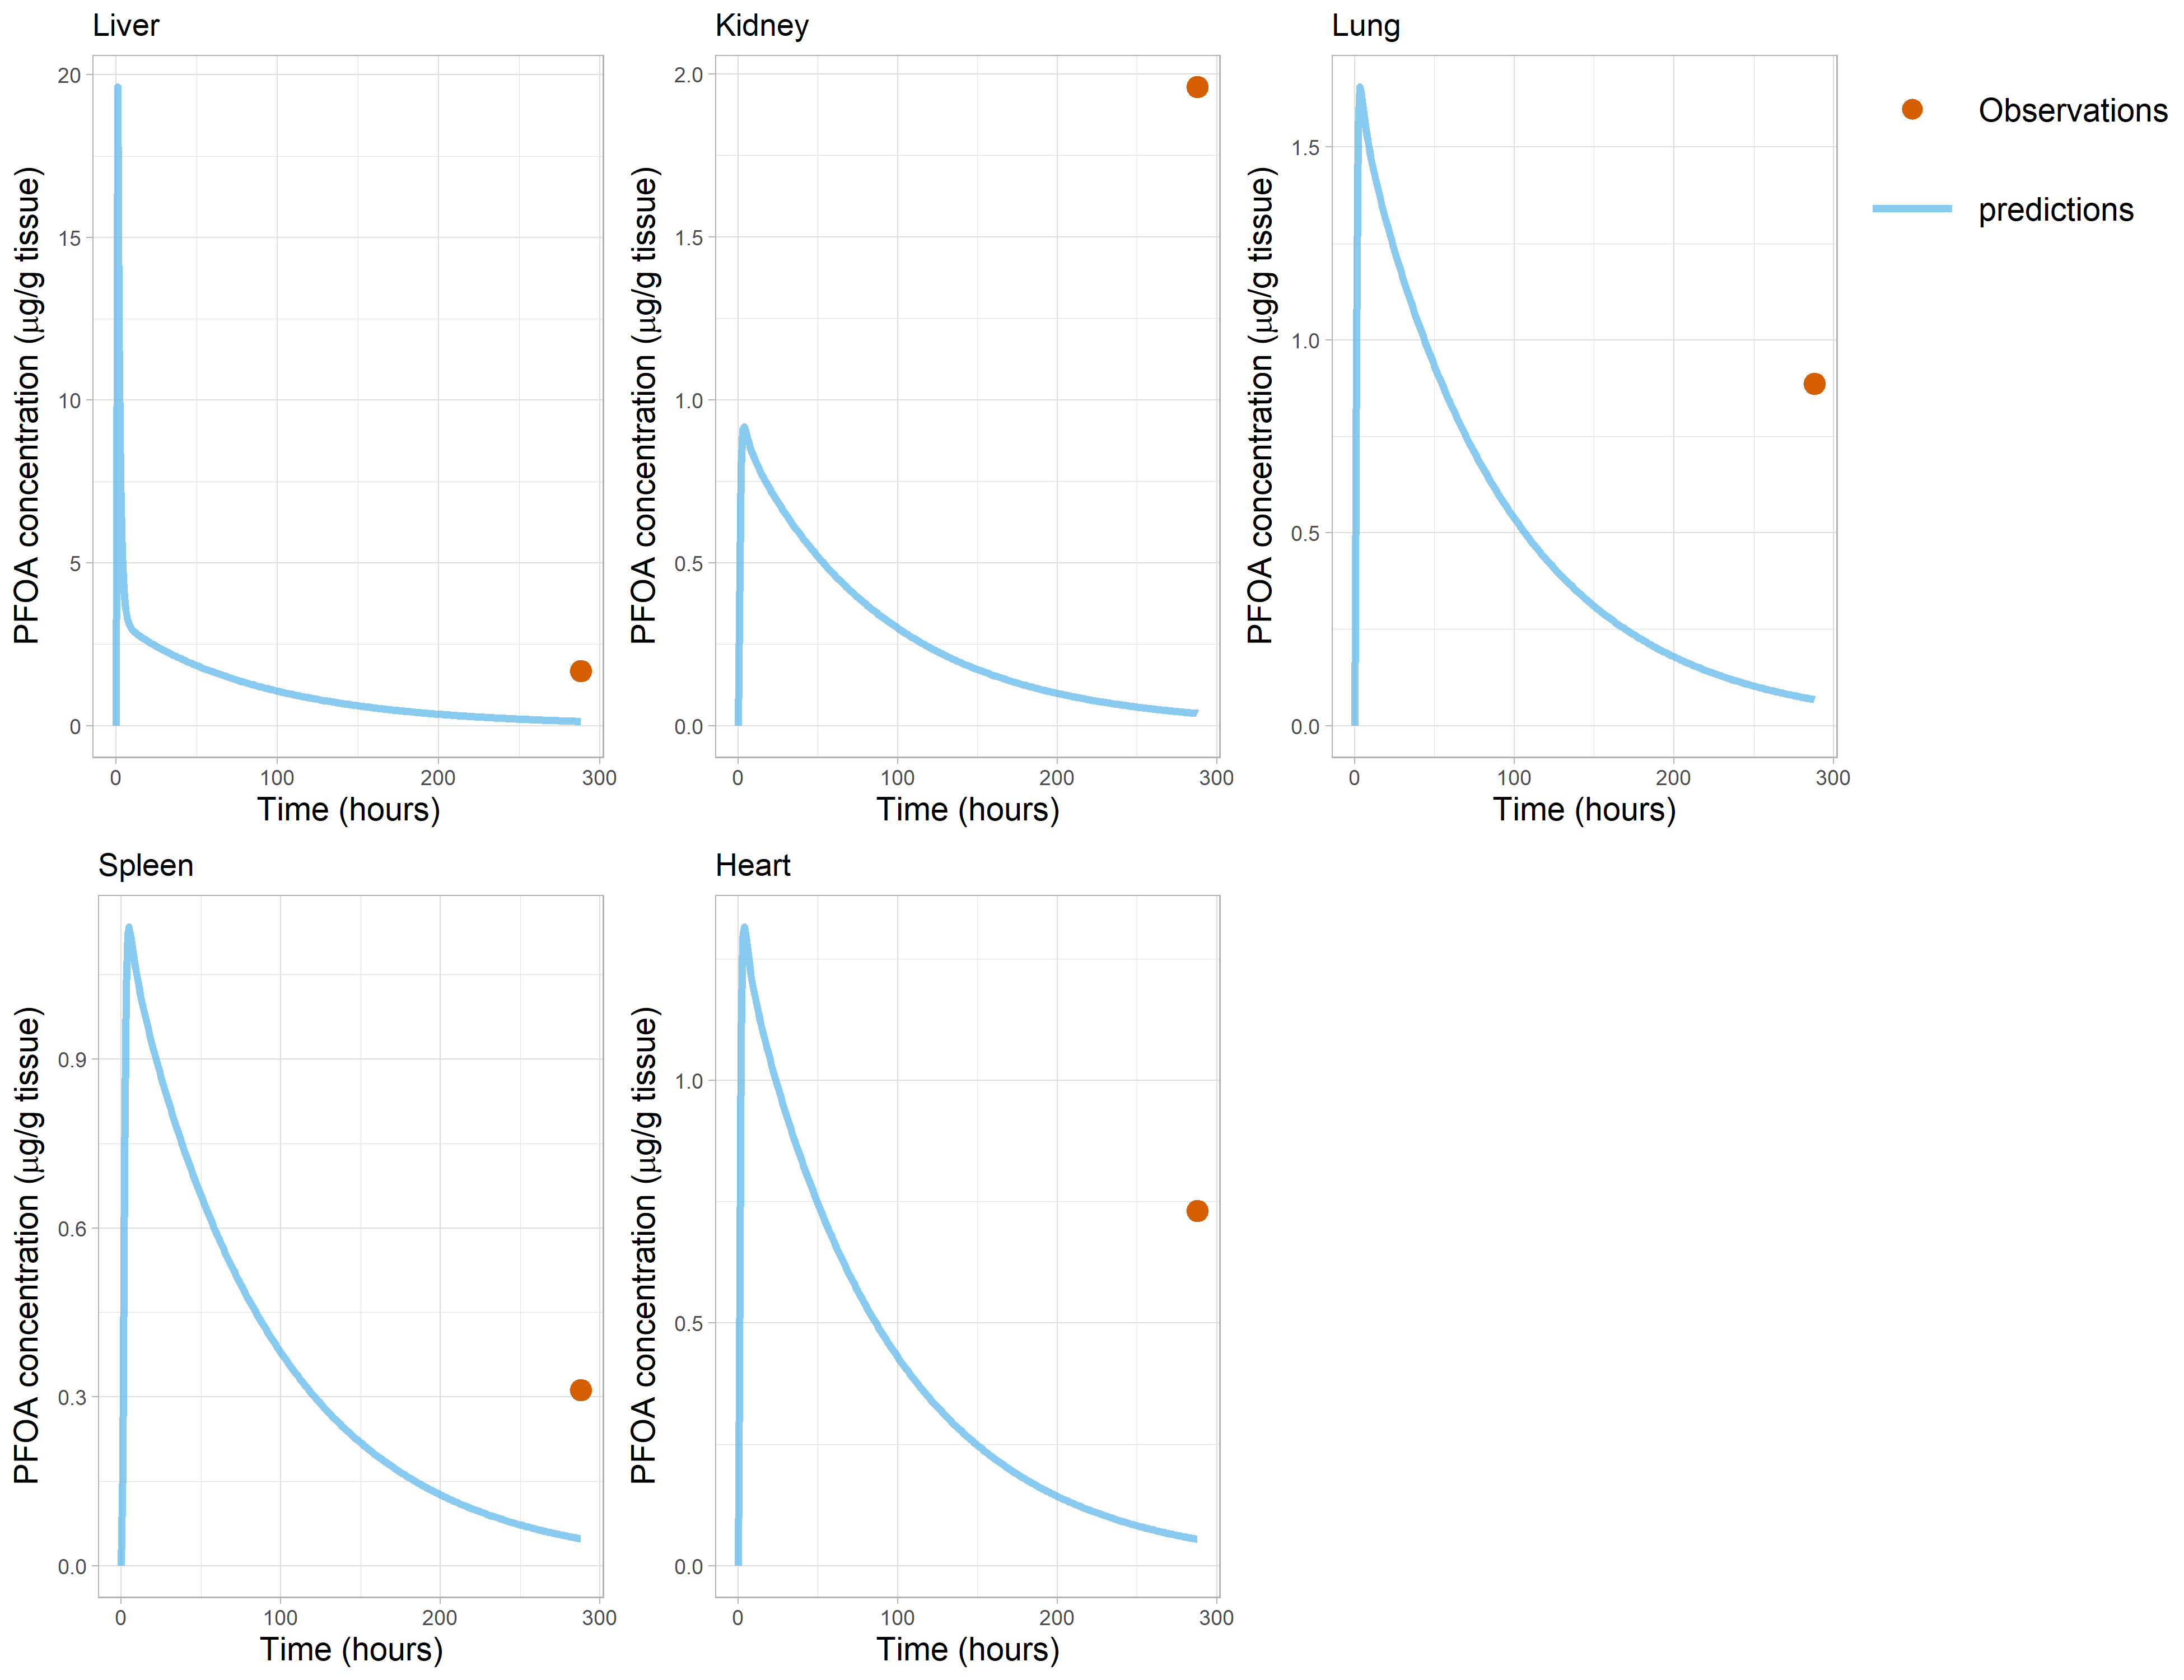 Liver
PFOA concentration (μg/g tissue)
20
15
10
5
0
0 100 200 300
Time (hours)
Kidney
PFOA concentration (μg/g tissue)
2.0
1.5
1.0
0.5
0.0
0 100 200 300
Time (hours)
Lung
PFOA concentration (μg/g tissue)
1.5
1.0
0.5
0.0
0 100 200 300
Time (hours)
Observations
predictions
Spleen
PFOA concentration (μg/g tissue)
0.9
0.6
0.3
0.0
0 100 200 300
Time (hours)
Heart
PFOA concentration (μg/g tissue)
1.0
0.5
0.0
0 100 200 300
Time (hours)